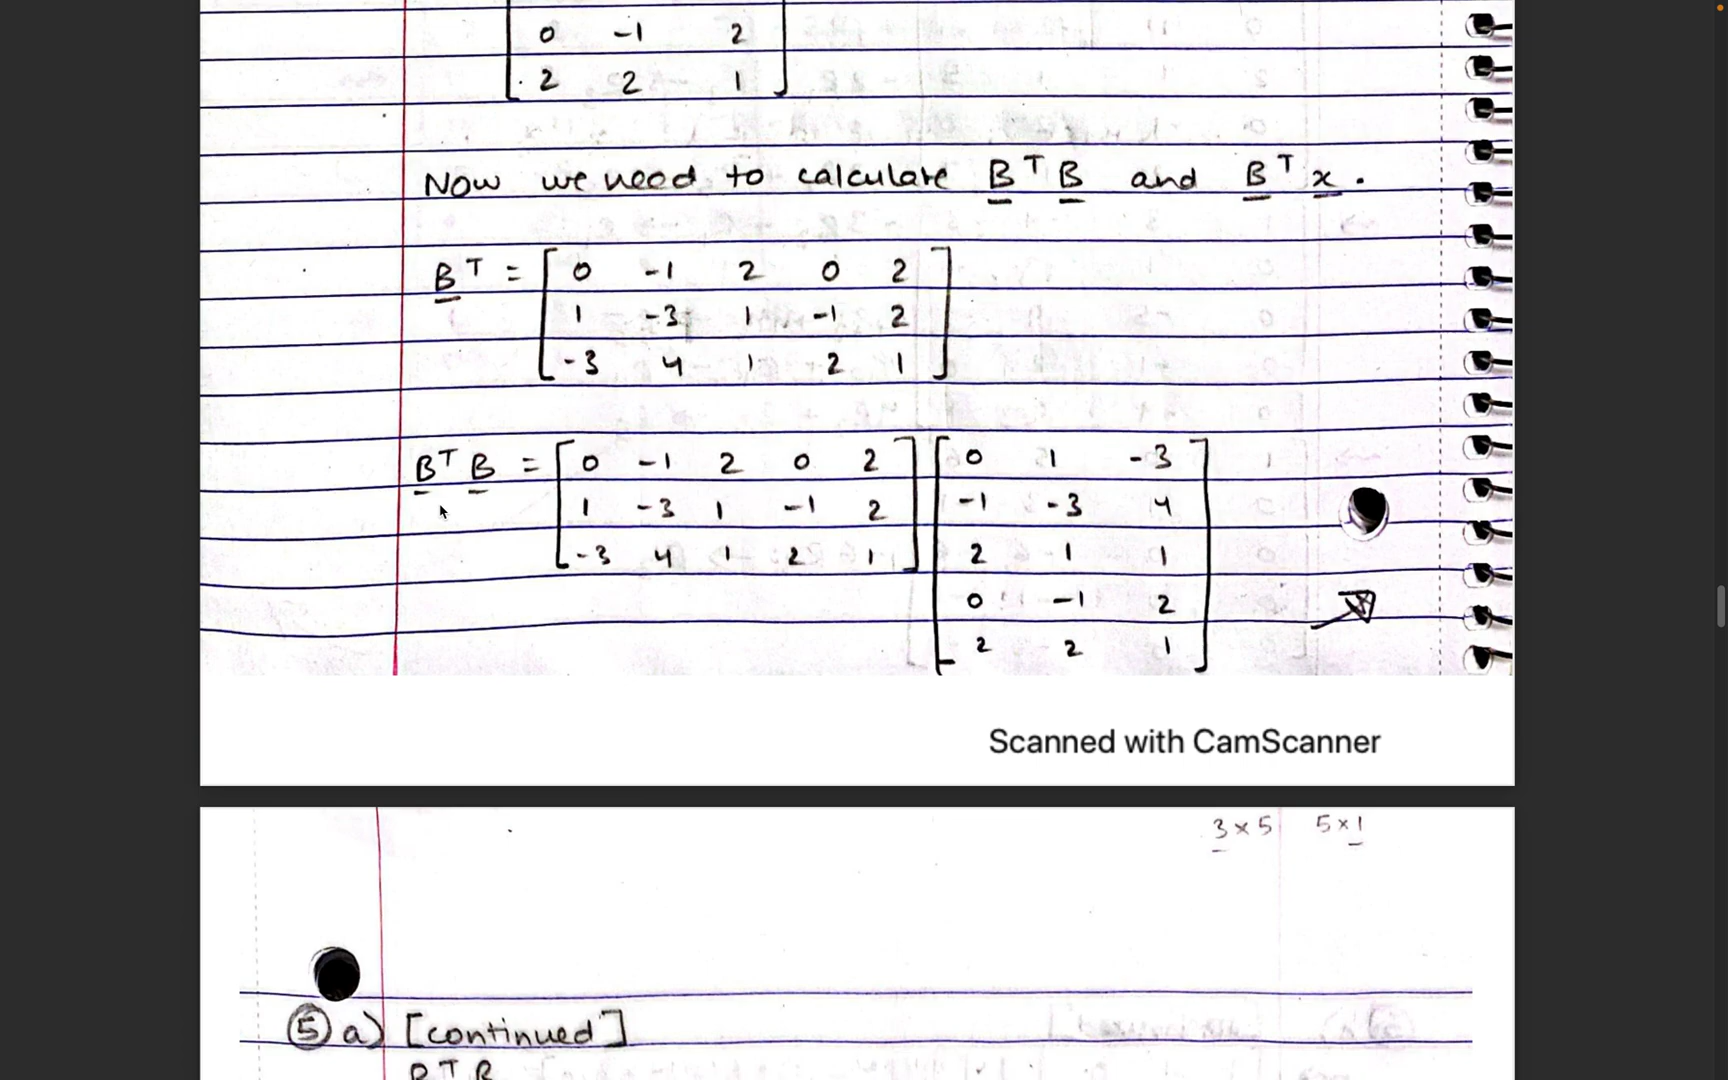 0 -1 2
2 2 1
Now we need to calculate B^T B and B^T x.
B^T = [ 0 -1 2 0 2
1 -3 1 -1 2
-3 4 1 2 1 ]
B^T B = [ 0 -1 2 0 2 ] [ 0 1 -3
1 -3 1 -1 2 -1 -3 4
-3 4 1 2 1 2 1 1
0 -1 2
2 2 1 ]
Scanned with CamScanner
3 x 5 5 x 1
5 a) [continued]
B^T B